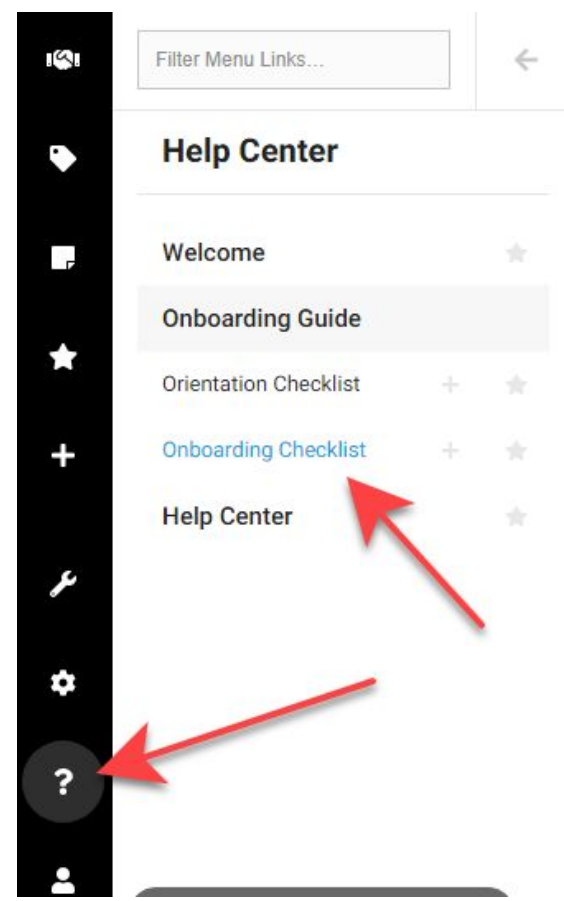 Filter Menu Links...
Help Center
Welcome
Onboarding Guide
Orientation Checklist
Onboarding Checklist
Help Center
?